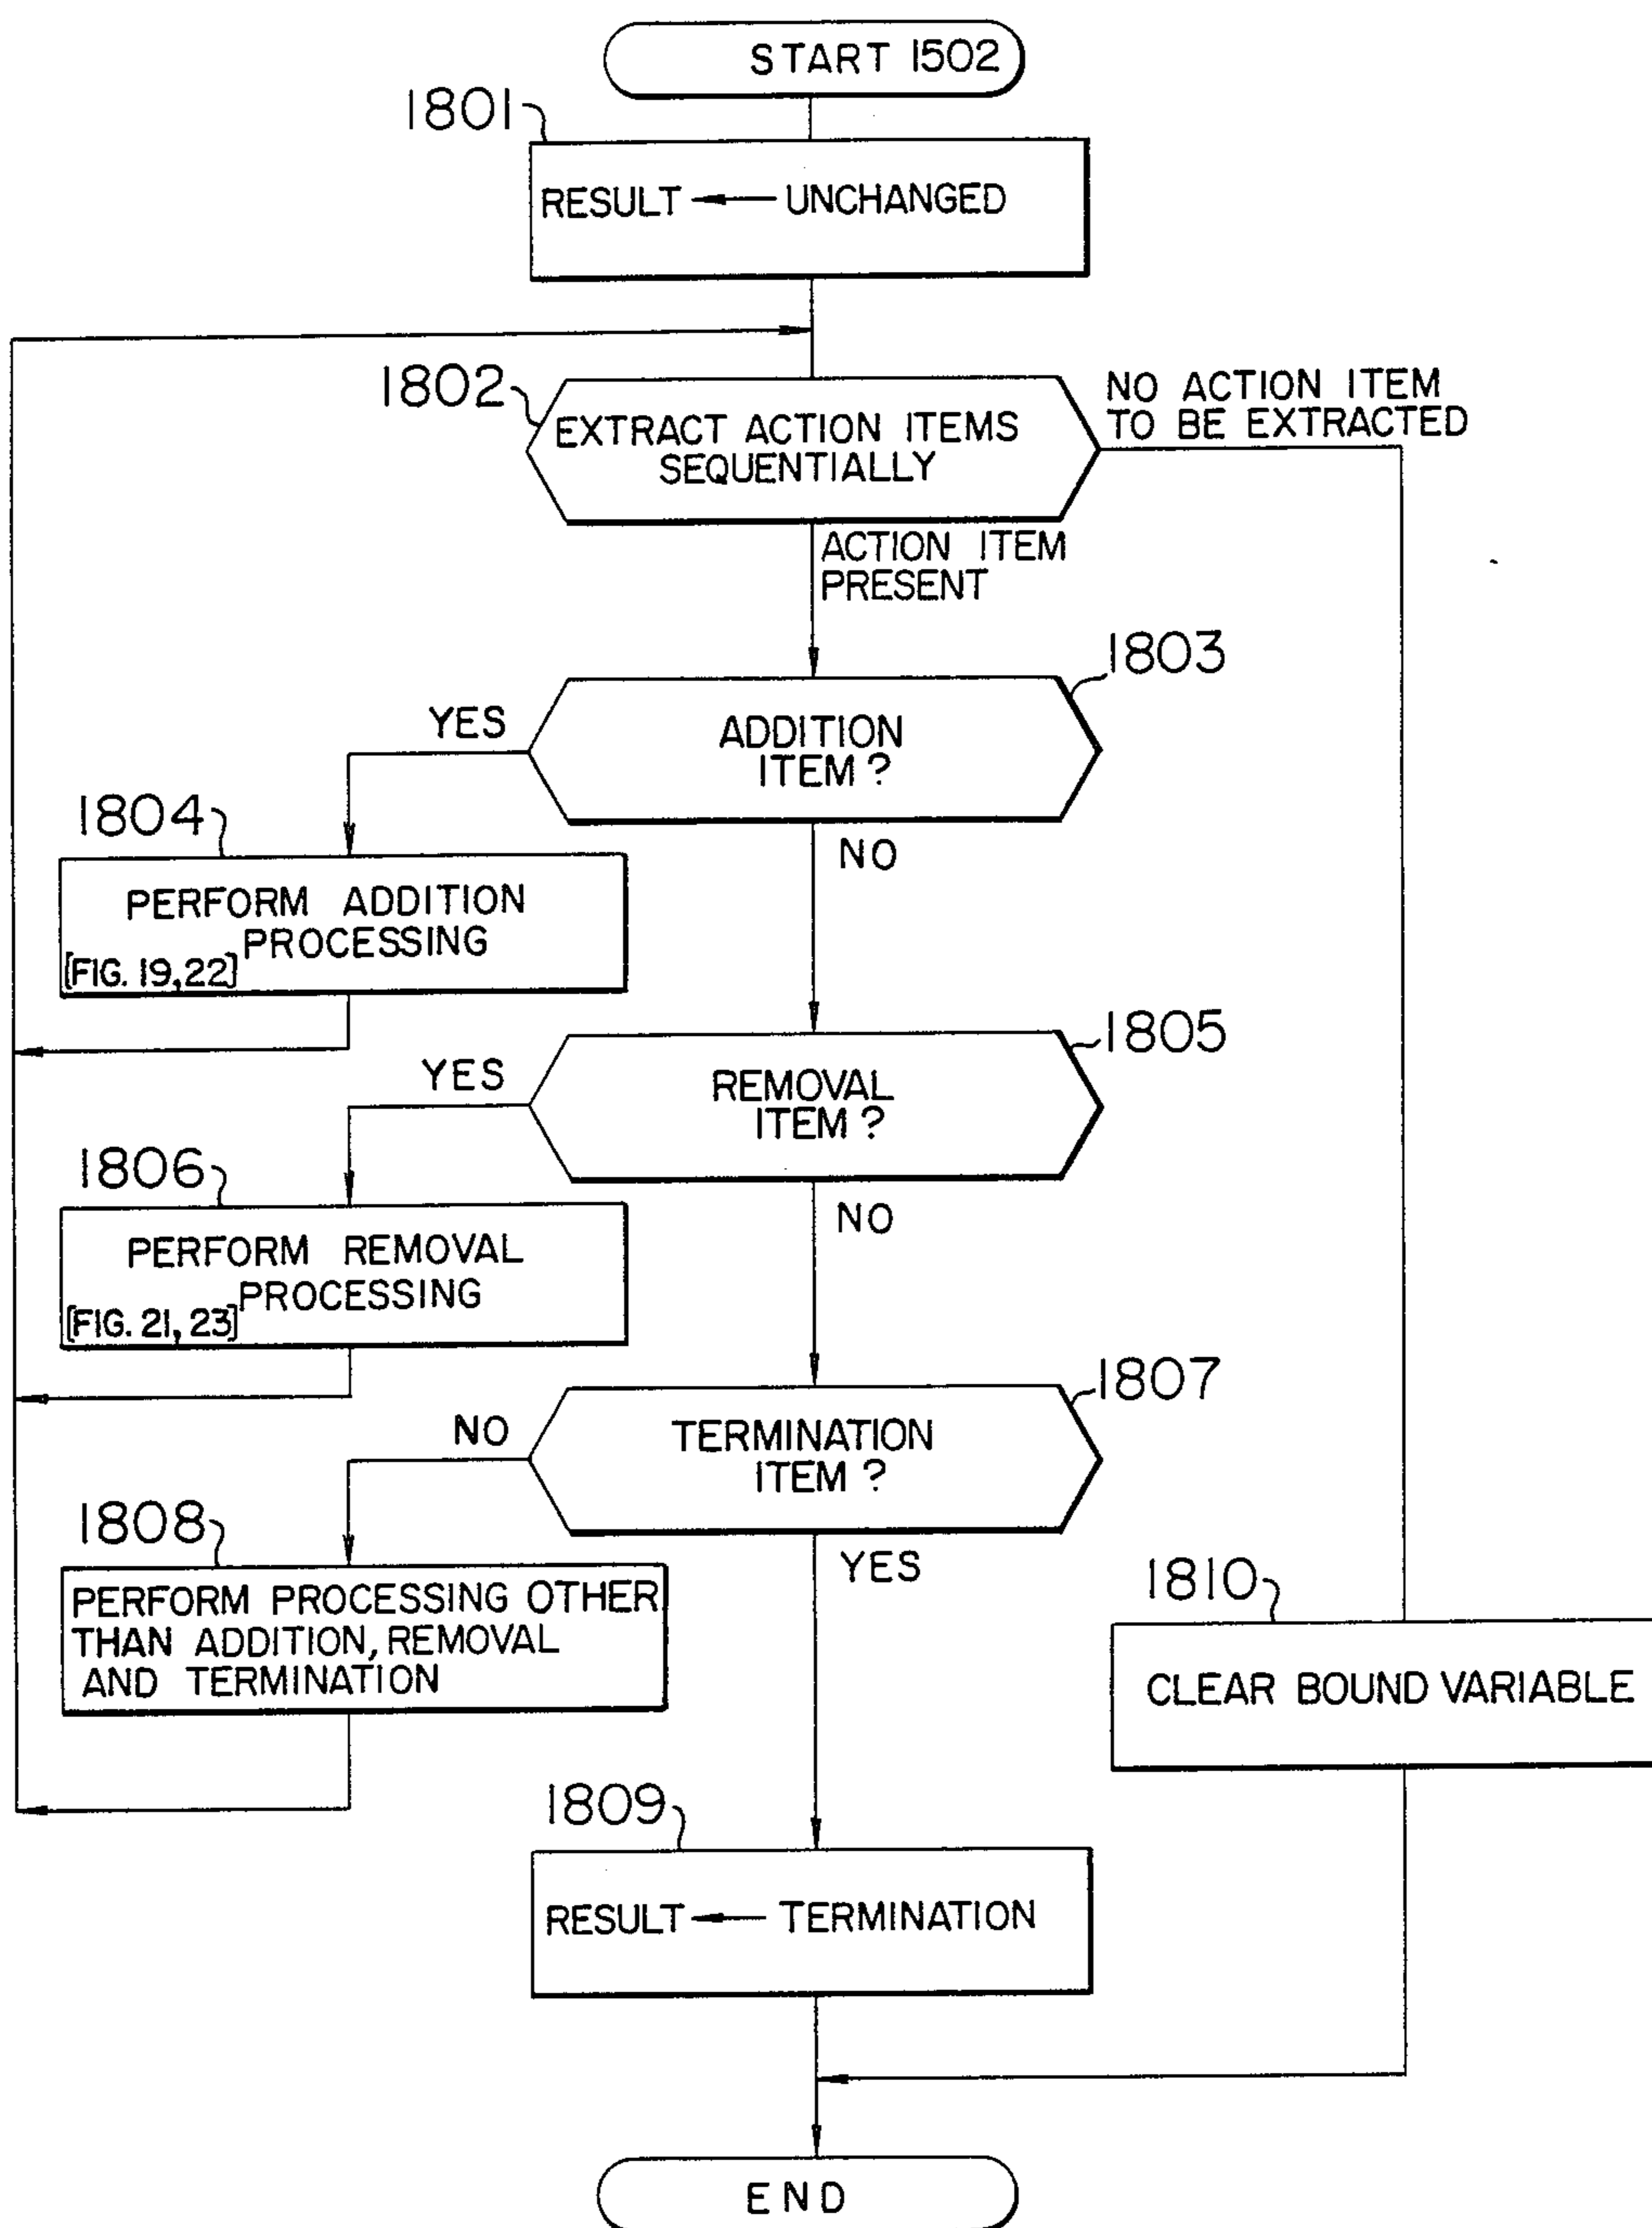 START 1502
1801
RESULT ← UNCHANGED
1802
EXTRACT ACTION ITEMS
SEQUENTIALLY
NO ACTION ITEM
TO BE EXTRACTED
ACTION ITEM
PRESENT
1803
YES
ADDITION
ITEM?
1804
NO
PERFORM ADDITION
PROCESSING
[FIG. 19,22]
1805
YES
REMOVAL
ITEM?
1806
NO
PERFORM REMOVAL
PROCESSING
[FIG. 21, 23]
1807
NO
TERMINATION
ITEM?
1808
YES
PERFORM PROCESSING OTHER
THAN ADDITION, REMOVAL
AND TERMINATION
1810
CLEAR BOUND VARIABLE
1809
RESULT ← TERMINATION
END